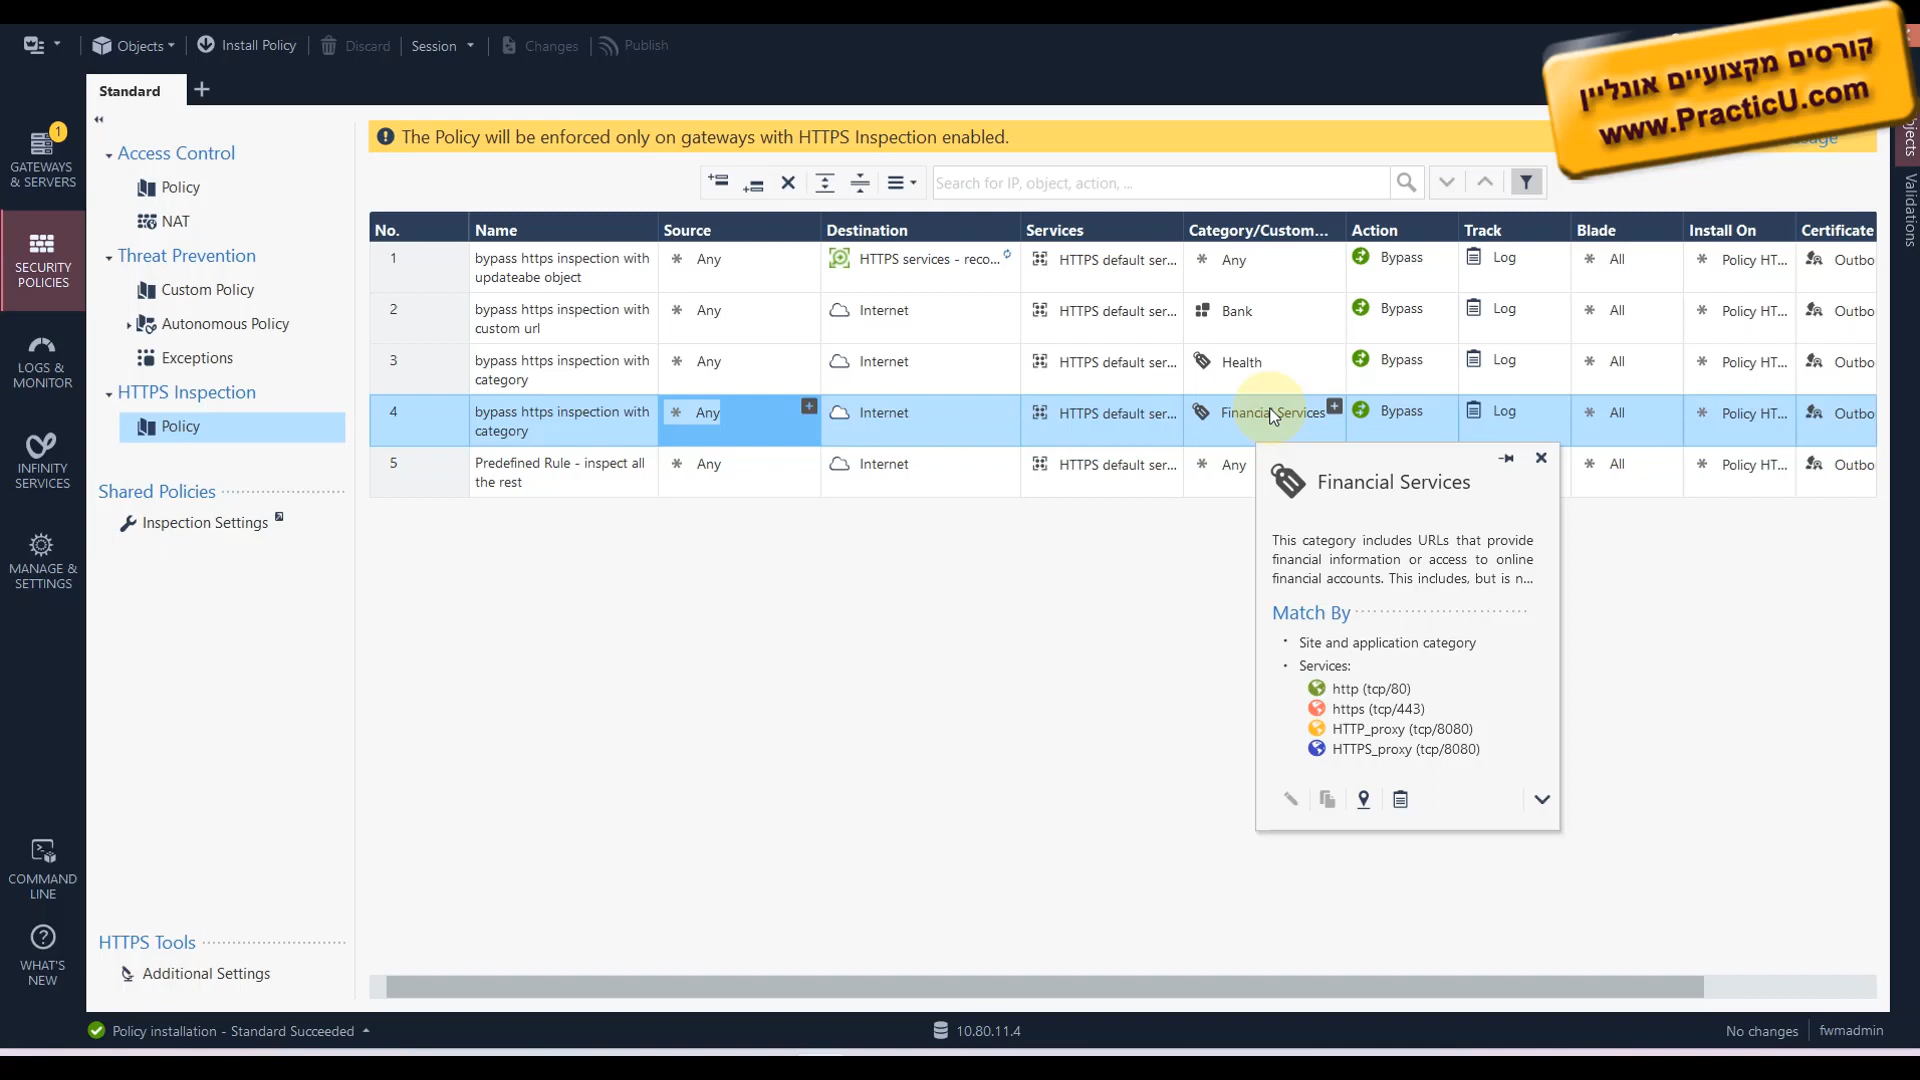 Objects
Install Policy
Discard
Session
Changes
Publish
קורסים מקצועיים אונליין
www.PracticU.com
Standard
GATEWAYS
& SERVERS
1
SECURITY
POLICIES
LOGS &
MONITOR
INFINITY
SERVICES
MANAGE &
SETTINGS
COMMAND
LINE
WHAT'S
NEW
Access Control
Policy
NAT
Threat Prevention
Custom Policy
Autonomous Policy
Exceptions
HTTPS Inspection
Policy
Shared Policies
Inspection Settings
HTTPS Tools
Additional Settings
The Policy will be enforced only on gateways with HTTPS Inspection enabled.
Search for IP, object, action, ...
No. Name Source Destination Services Category/Custom... Action Track Blade Install On Certificate
1 bypass https inspection with updateabe object * Any HTTPS services - reco... HTTPS default ser... * Any Bypass Log * All * Policy HT... Outbo
2 bypass https inspection with custom url * Any Internet HTTPS default ser... Bank Bypass Log * All * Policy HT... Outbo
3 bypass https inspection with category * Any Internet HTTPS default ser... Health Bypass Log * All * Policy HT... Outbo
4 bypass https inspection with category * Any Internet HTTPS default ser... Financial Services Bypass Log * All * Policy HT... Outbo
5 Predefined Rule - inspect all the rest * Any Internet HTTPS default ser... * Any * All * Policy HT... Outbo
Financial Services
This category includes URLs that provide
financial information or access to online
financial accounts. This includes, but is n...
Match By
Site and application category
Services:
http (tcp/80)
https (tcp/443)
HTTP_proxy (tcp/8080)
HTTPS_proxy (tcp/8080)
Validations
Policy installation - Standard Succeeded
10.80.11.4
No changes
fwmadmin